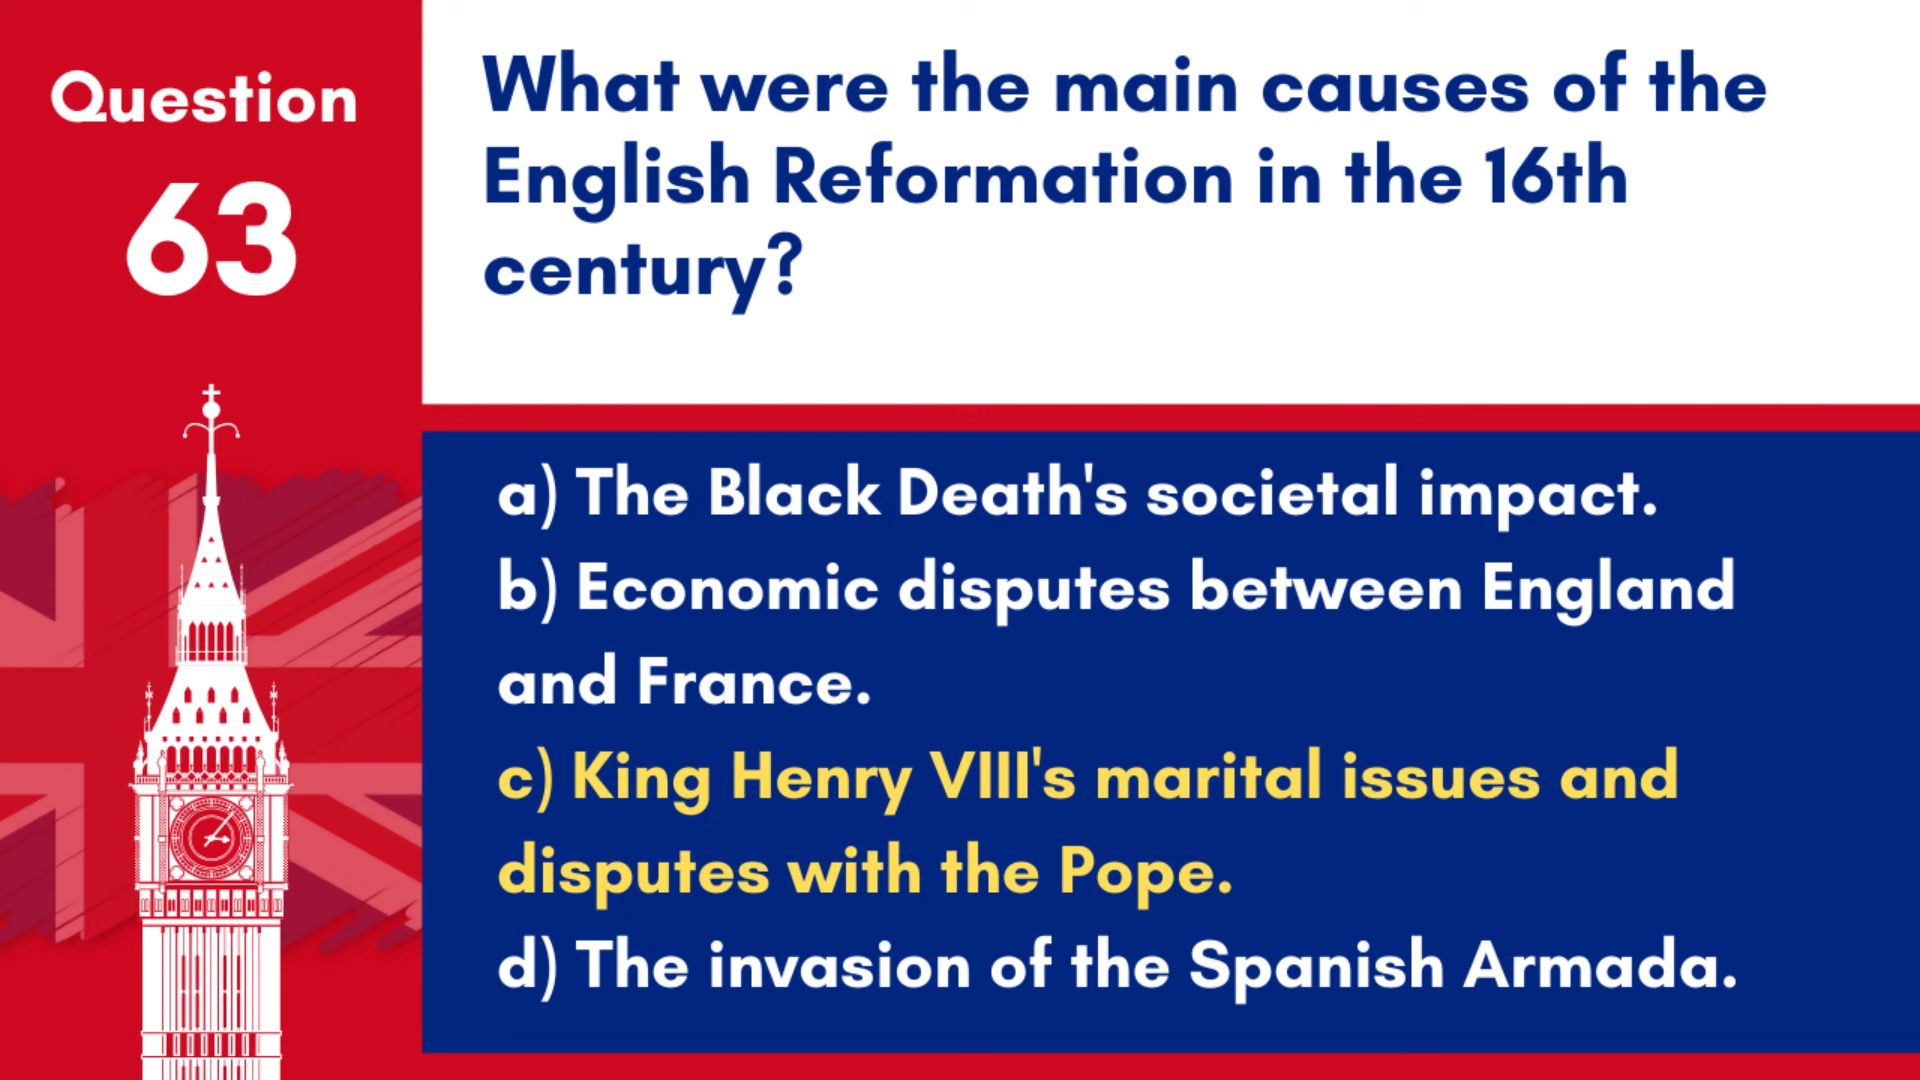 Question
63
What were the main causes of the
English Reformation in the 16th
century?
a) The Black Death's societal impact.
b) Economic disputes between England
and France.
c) King Henry VIII's marital issues and
disputes with the Pope.
d) The invasion of the Spanish Armada.